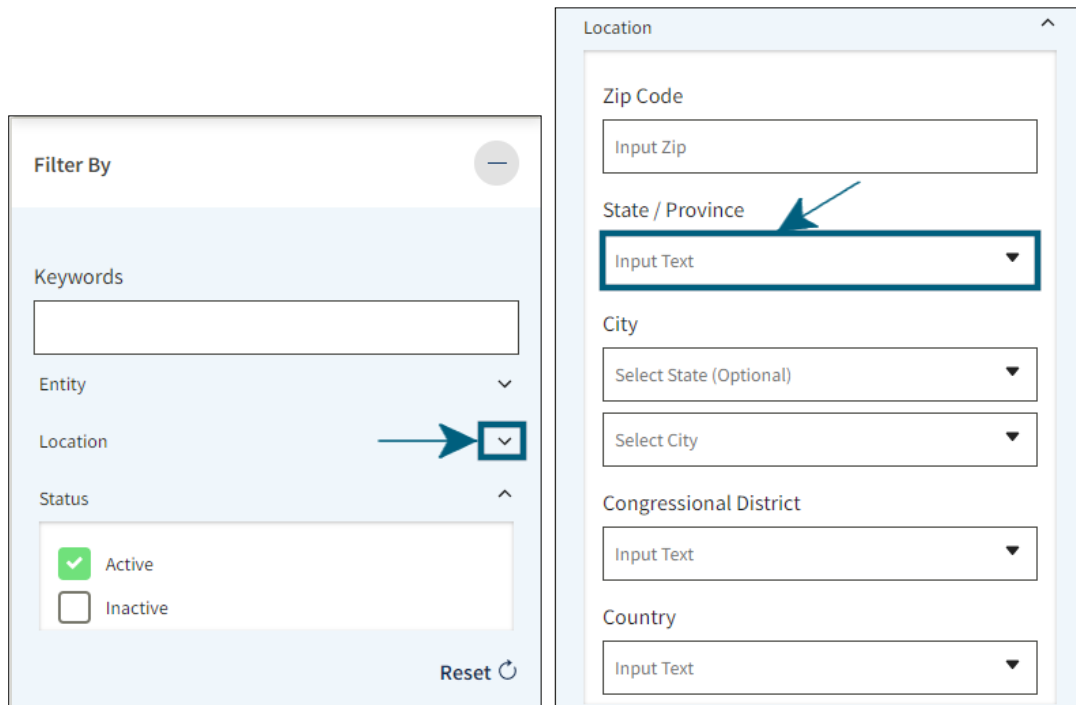 Filter By
Keywords
Entity
Location
Status
Active
Inactive
Reset
Location
Zip Code
Input Zip
State / Province
Input Text
City
Select State (Optional)
Select City
Congressional District
Input Text
Country
Input Text